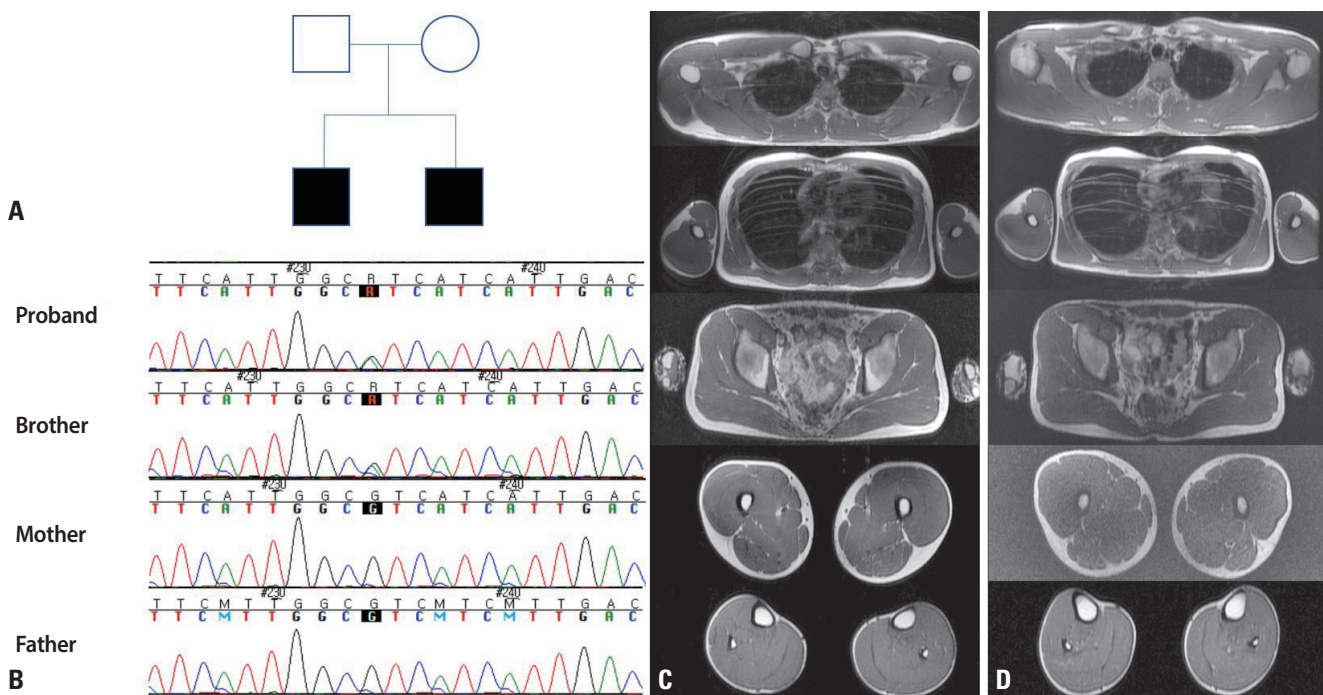 A
#230 #240
T T C A T T G G C R T C A T C A T T G A C
T T C A T T G G C R T C A T C A T T G A C
Proband
#230 #240
T T C A T T G G C R T C A T C A T T G A C
T T C A T T G G C R T C A T C A T T G A C
Brother
#230 #240
T T C A T T G G C G T C A T C A T T G A C
T T C A T T G G C G T C A T C A T T G A C
Mother
#230 #240
T T C M T T G G C G T C M T C M T T G A C
T T C M T T G G C G T C M T C M T T G A C
Father
B
C
D